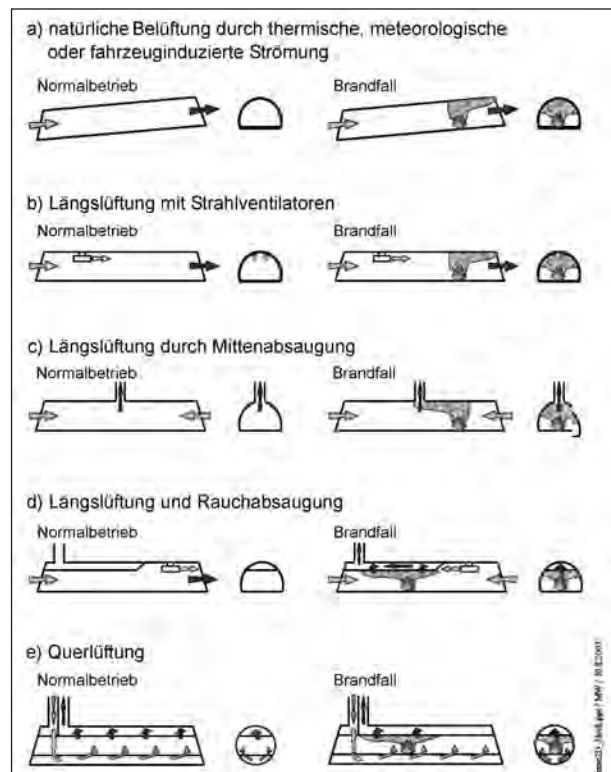 a) natürliche Belüftung durch thermische, meteorologische
oder fahrzeuginduzierte Strömung
Normalbetrieb Brandfall
b) Längslüftung mit Strahlventilatoren
Normalbetrieb Brandfall
c) Längslüftung durch Mittenabsaugung
Normalbetrieb Brandfall
d) Längslüftung und Rauchabsaugung
Normalbetrieb Brandfall
e) Querlüftung
Normalbetrieb Brandfall